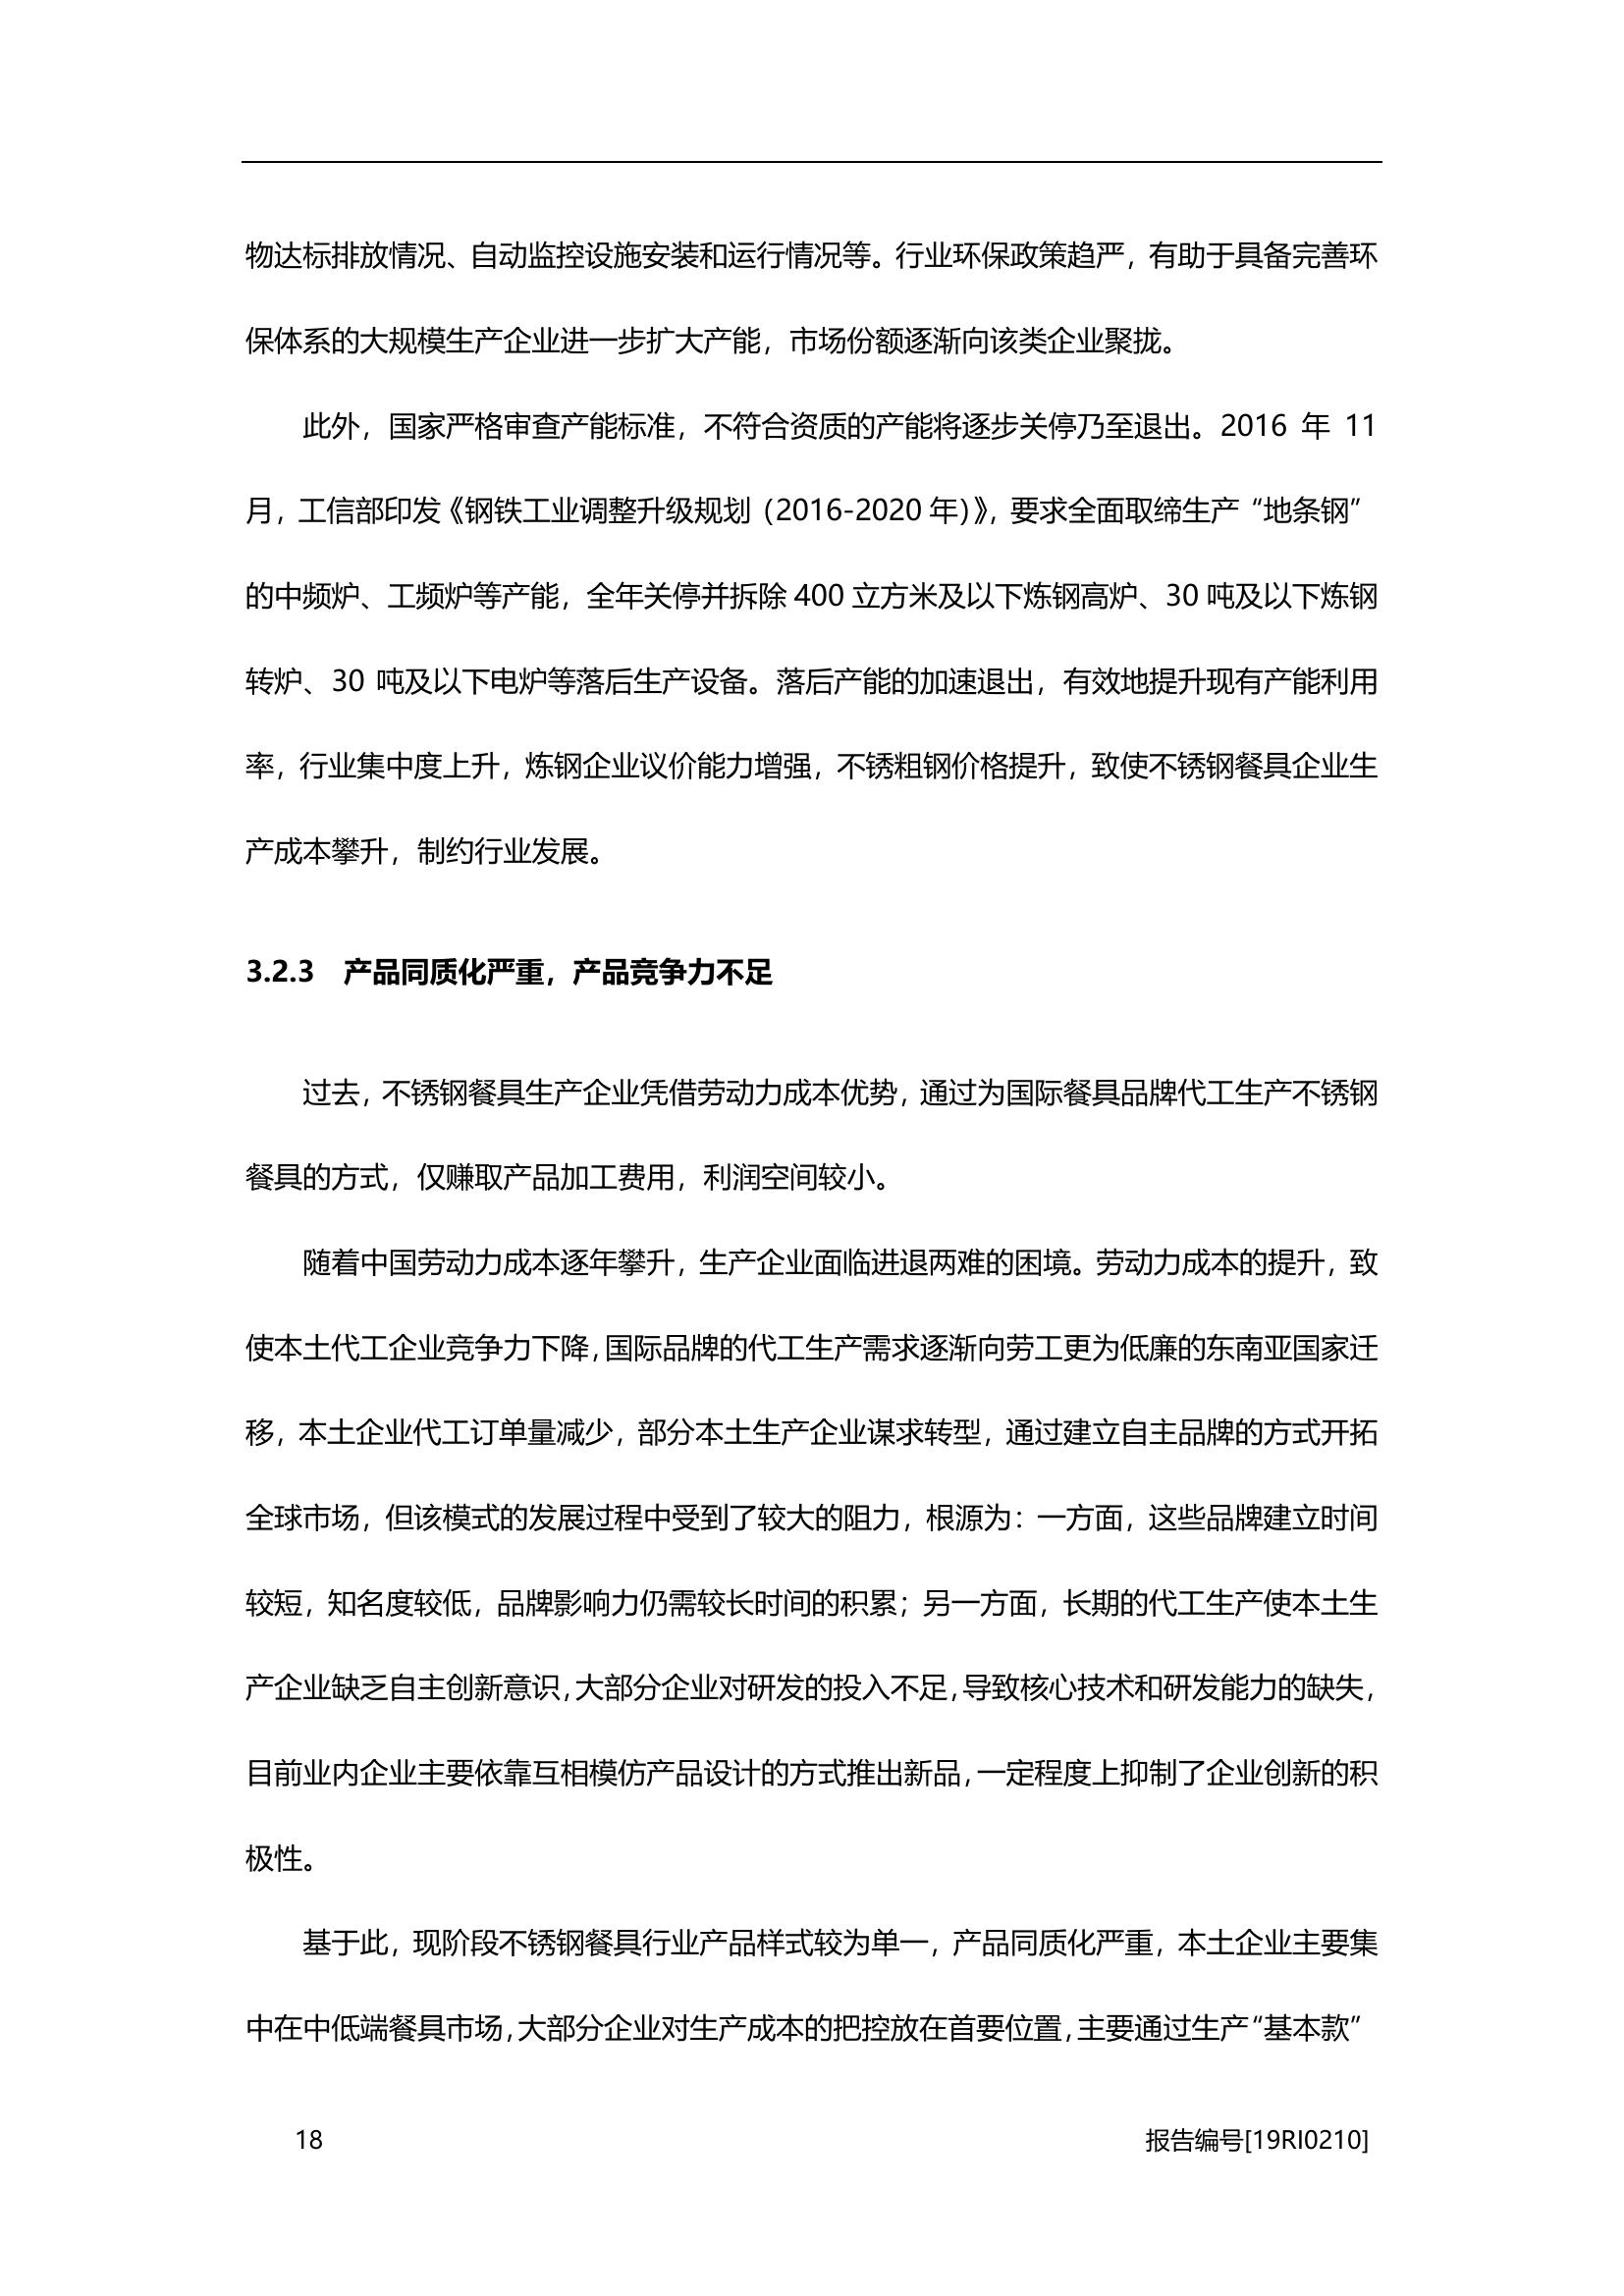 物达标排放情况、自动监控设施安装和运行情况等。行业环保政策趋严，有助于具备完善环
保体系的大规模生产企业进一步扩大产能，市场份额逐渐向该类企业聚拢。
此外，国家严格审查产能标准，不符合资质的产能将逐步关停乃至退出。2016 年 11
月，工信部印发《钢铁工业调整升级规划（2016-2020 年）》，要求全面取缔生产“地条钢”
的中频炉、工频炉等产能，全年关停并拆除 400 立方米及以下炼钢高炉、30 吨及以下炼钢
转炉、30 吨及以下电炉等落后生产设备。落后产能的加速退出，有效地提升现有产能利用
率，行业集中度上升，炼钢企业议价能力增强，不锈粗钢价格提升，致使不锈钢餐具企业生
产成本攀升，制约行业发展。
3.2.3 产品同质化严重，产品竞争力不足
过去，不锈钢餐具生产企业凭借劳动力成本优势，通过为国际餐具品牌代工生产不锈钢
餐具的方式，仅赚取产品加工费用，利润空间较小。
随着中国劳动力成本逐年攀升，生产企业面临进退两难的困境。劳动力成本的提升，致
使本土代工企业竞争力下降，国际品牌的代工生产需求逐渐向劳工更为低廉的东南亚国家迁
移，本土企业代工订单量减少，部分本土生产企业谋求转型，通过建立自主品牌的方式开拓
全球市场，但该模式的发展过程中受到了较大的阻力，根源为：一方面，这些品牌建立时间
较短，知名度较低，品牌影响力仍需较长时间的积累；另一方面，长期的代工生产使本土生
产企业缺乏自主创新意识，大部分企业对研发的投入不足，导致核心技术和研发能力的缺失，
目前业内企业主要依靠互相模仿产品设计的方式推出新品，一定程度上抑制了企业创新的积
极性。
基于此，现阶段不锈钢餐具行业产品样式较为单一，产品同质化严重，本土企业主要集
中在中低端餐具市场，大部分企业对生产成本的把控放在首要位置，主要通过生产“基本款”
18 报告编号[19RI0210]